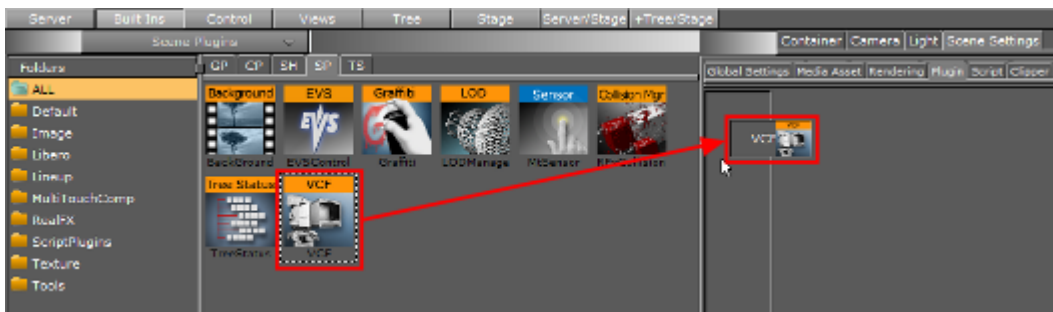 Server Built Ins Control Views Tree Stage Server/Stage +Tree/Stage
Scene Plugins
Container Camera Light Scene Settings
Folders
GP CP SH SP TS
Global Settings Media Asset Rendering Plugin Script Clipper
ALL
Default
Image
Libero
Lineup
MultiTouchComp
RealFX
ScriptPlugins
Texture
Tools
Background EVS Graffiti LOD Sensor Collision Mgr
EVS
BackGround EVSControl Graffiti LODManage MtSensor
Tree Status VCF
TreeStatus VCF
VCF